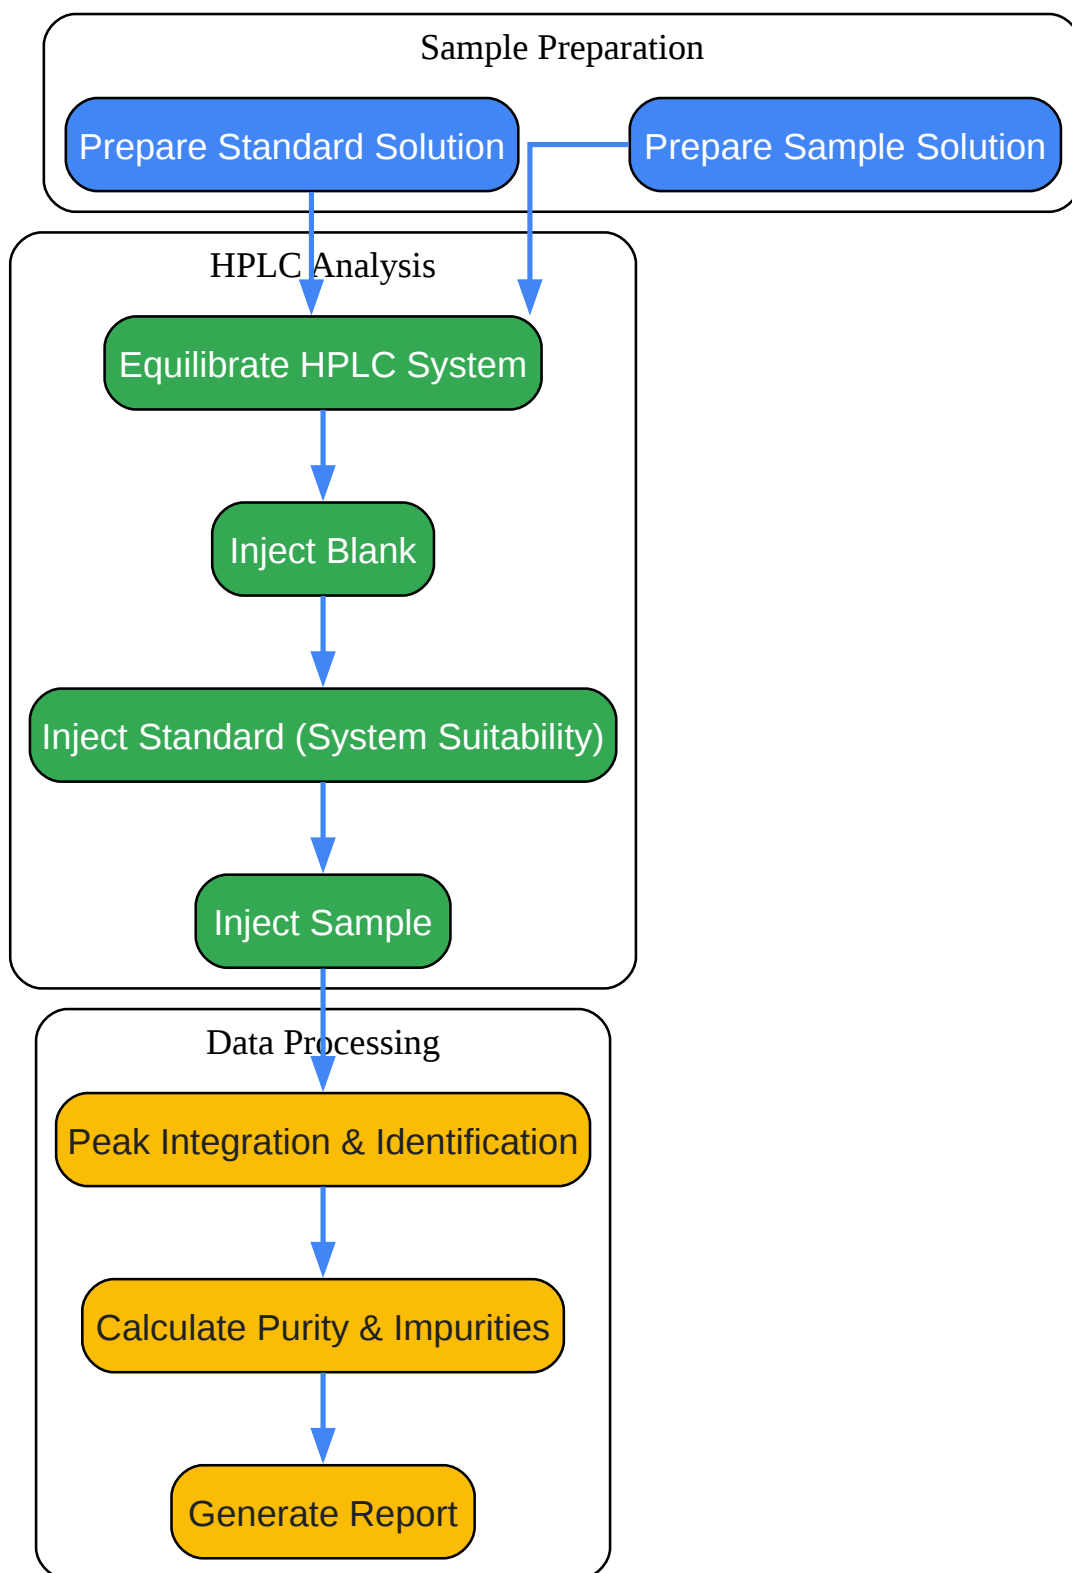 Sample Preparation
Prepare Standard Solution
Prepare Sample Solution
HPLC Analysis
Equilibrate HPLC System
Inject Blank
Inject Standard (System Suitability)
Inject Sample
Data Processing
Peak Integration & Identification
Calculate Purity & Impurities
Generate Report